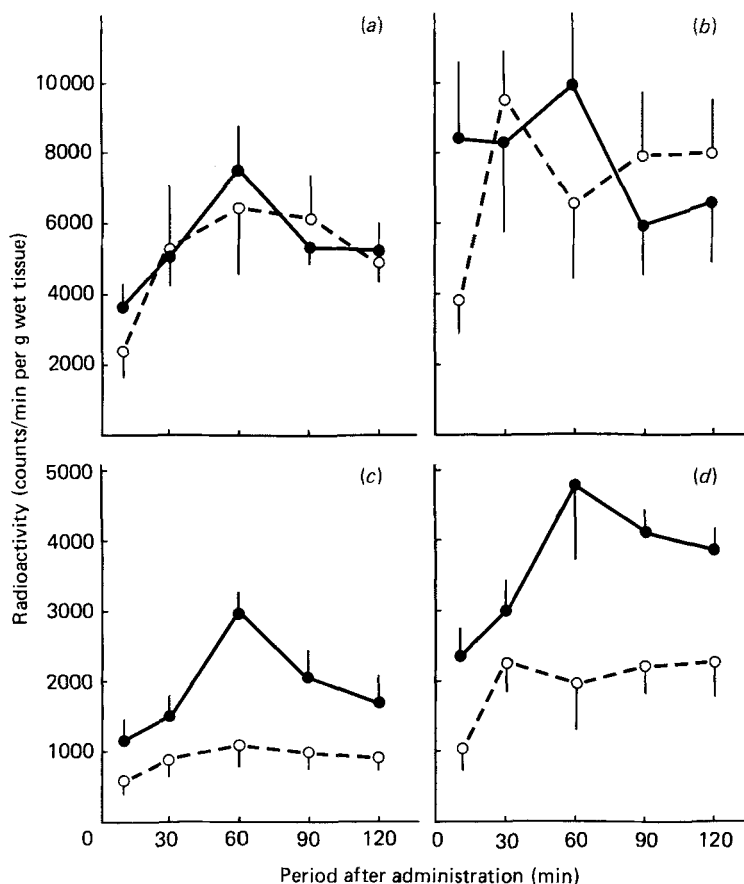 Radioactivity (counts/min per g wet tissue)
(a)
(b)
10000
8000
6000
4000
2000
(c)
(d)
5000
4000
3000
2000
1000
0 30 60 90 120 0 30 60 90 120
Period after administration (min)